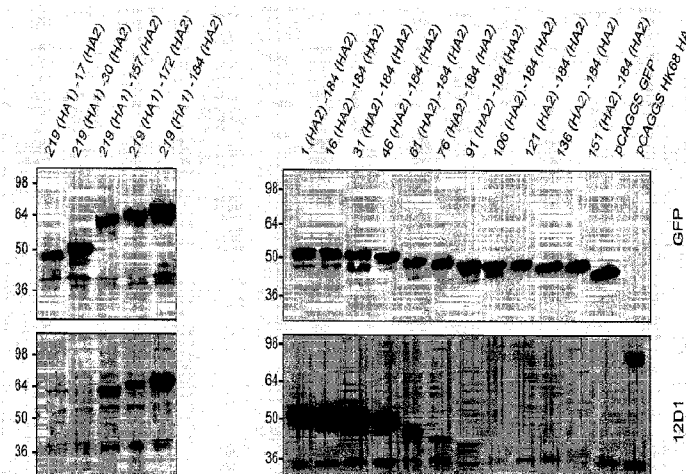 219 (HA1) -17 (HA2)
219 (HA1) -30 (HA2)
219 (HA1) -157 (HA2)
219 (HA1) -172 (HA2)
219 (HA1) -184 (HA2)
1 (HA2) -184 (HA2)
16 (HA2) -184 (HA2)
31 (HA2) -184 (HA2)
46 (HA2) -184 (HA2)
61 (HA2) -184 (HA2)
76 (HA2) -184 (HA2)
91 (HA2) -184 (HA2)
106 (HA2) -184 (HA2)
121 (HA2) -184 (HA2)
136 (HA2) -184 (HA2)
151 (HA2) -184 (HA2)
pCAGGS GFP
pCAGGS HK68 HA
98
64
50
36
98
64
50
36
GFP
98
64
50
36
98
64
50
36
12D1